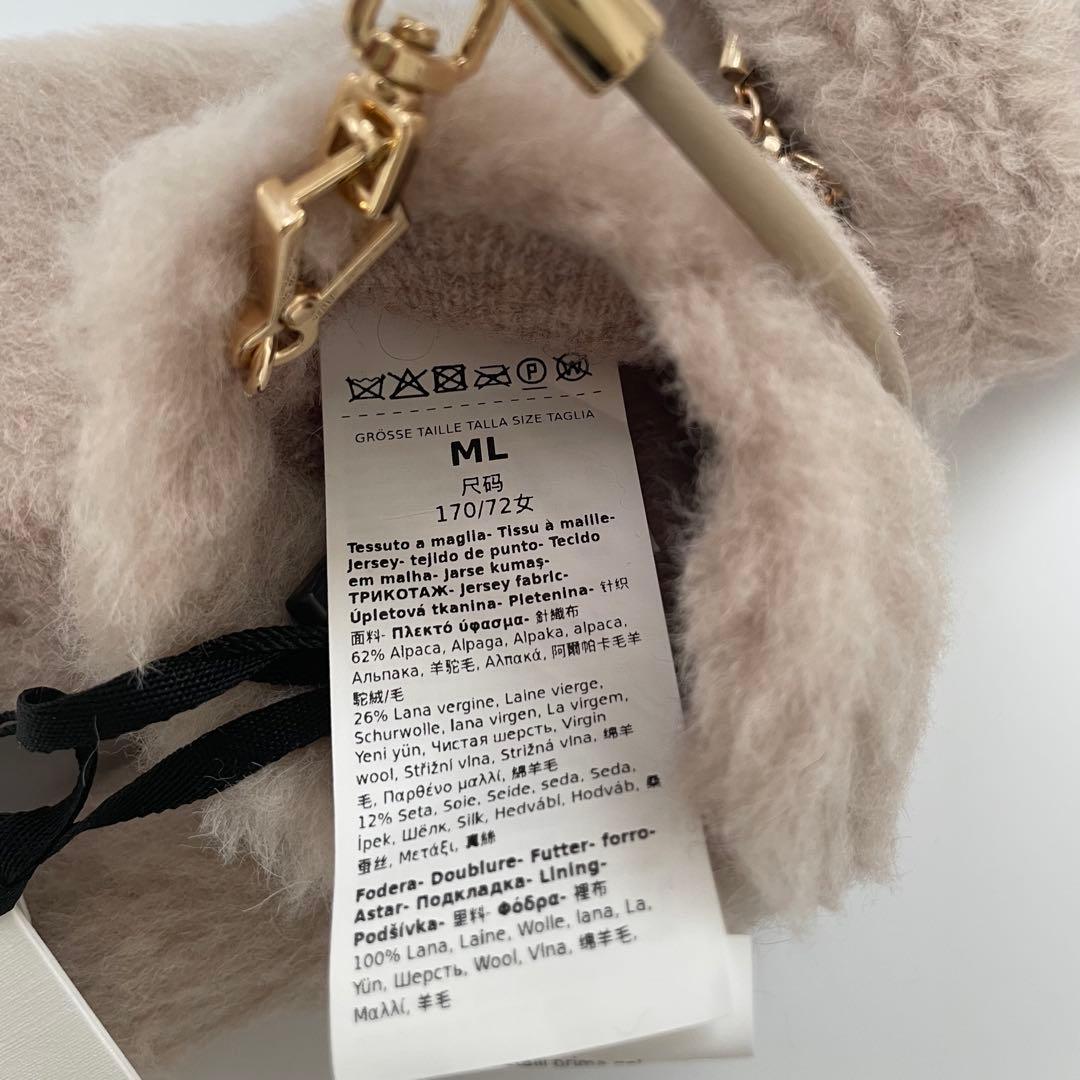 GRÖSSE TAILLE TALLA SIZE TAGLIA
ML
尺码
170/72女
Tessuto a maglia- Tissu à maille-
Jersey- tejido de punto- Tecido
em malha- Jarse kumaş-
ТРИКОТАЖ- Jersey fabric-
Úpletová tkanina- Pletenina- 针织
面料- Πλεκτό ύφασμα- 針織布
62% Alpaca, Alpaga, Alpaka, alpaca,
Альпака, 羊驼毛, Αλπακά, 阿爾帕卡毛羊
駝絨/毛
26% Lana vergine, Laine vierge,
Schurwolle, lana virgen, La virgem,
Yeni yün, Чистая шерсть, Virgin
wool, Střižní vlna, Strižná vlna, 绵羊
毛, Παρθένο μαλλί, 綿羊毛
12% Seta, Soie, Seide, seda, Seda,
İpek, Шёлк, Silk, Hedvábí, Hodváb, 桑
蚕丝, Μετάξι, 真絲
Fodera- Doublure- Futter- forro-
Astar- Подкладка- Lining-
Podšívka- 里料- Φόδρα- 裡布
100% Lana, Laine, Wolle, lana, La,
Yün, Шерсть, Wool, Vlna, 绵羊毛,
Μαλλί, 羊毛